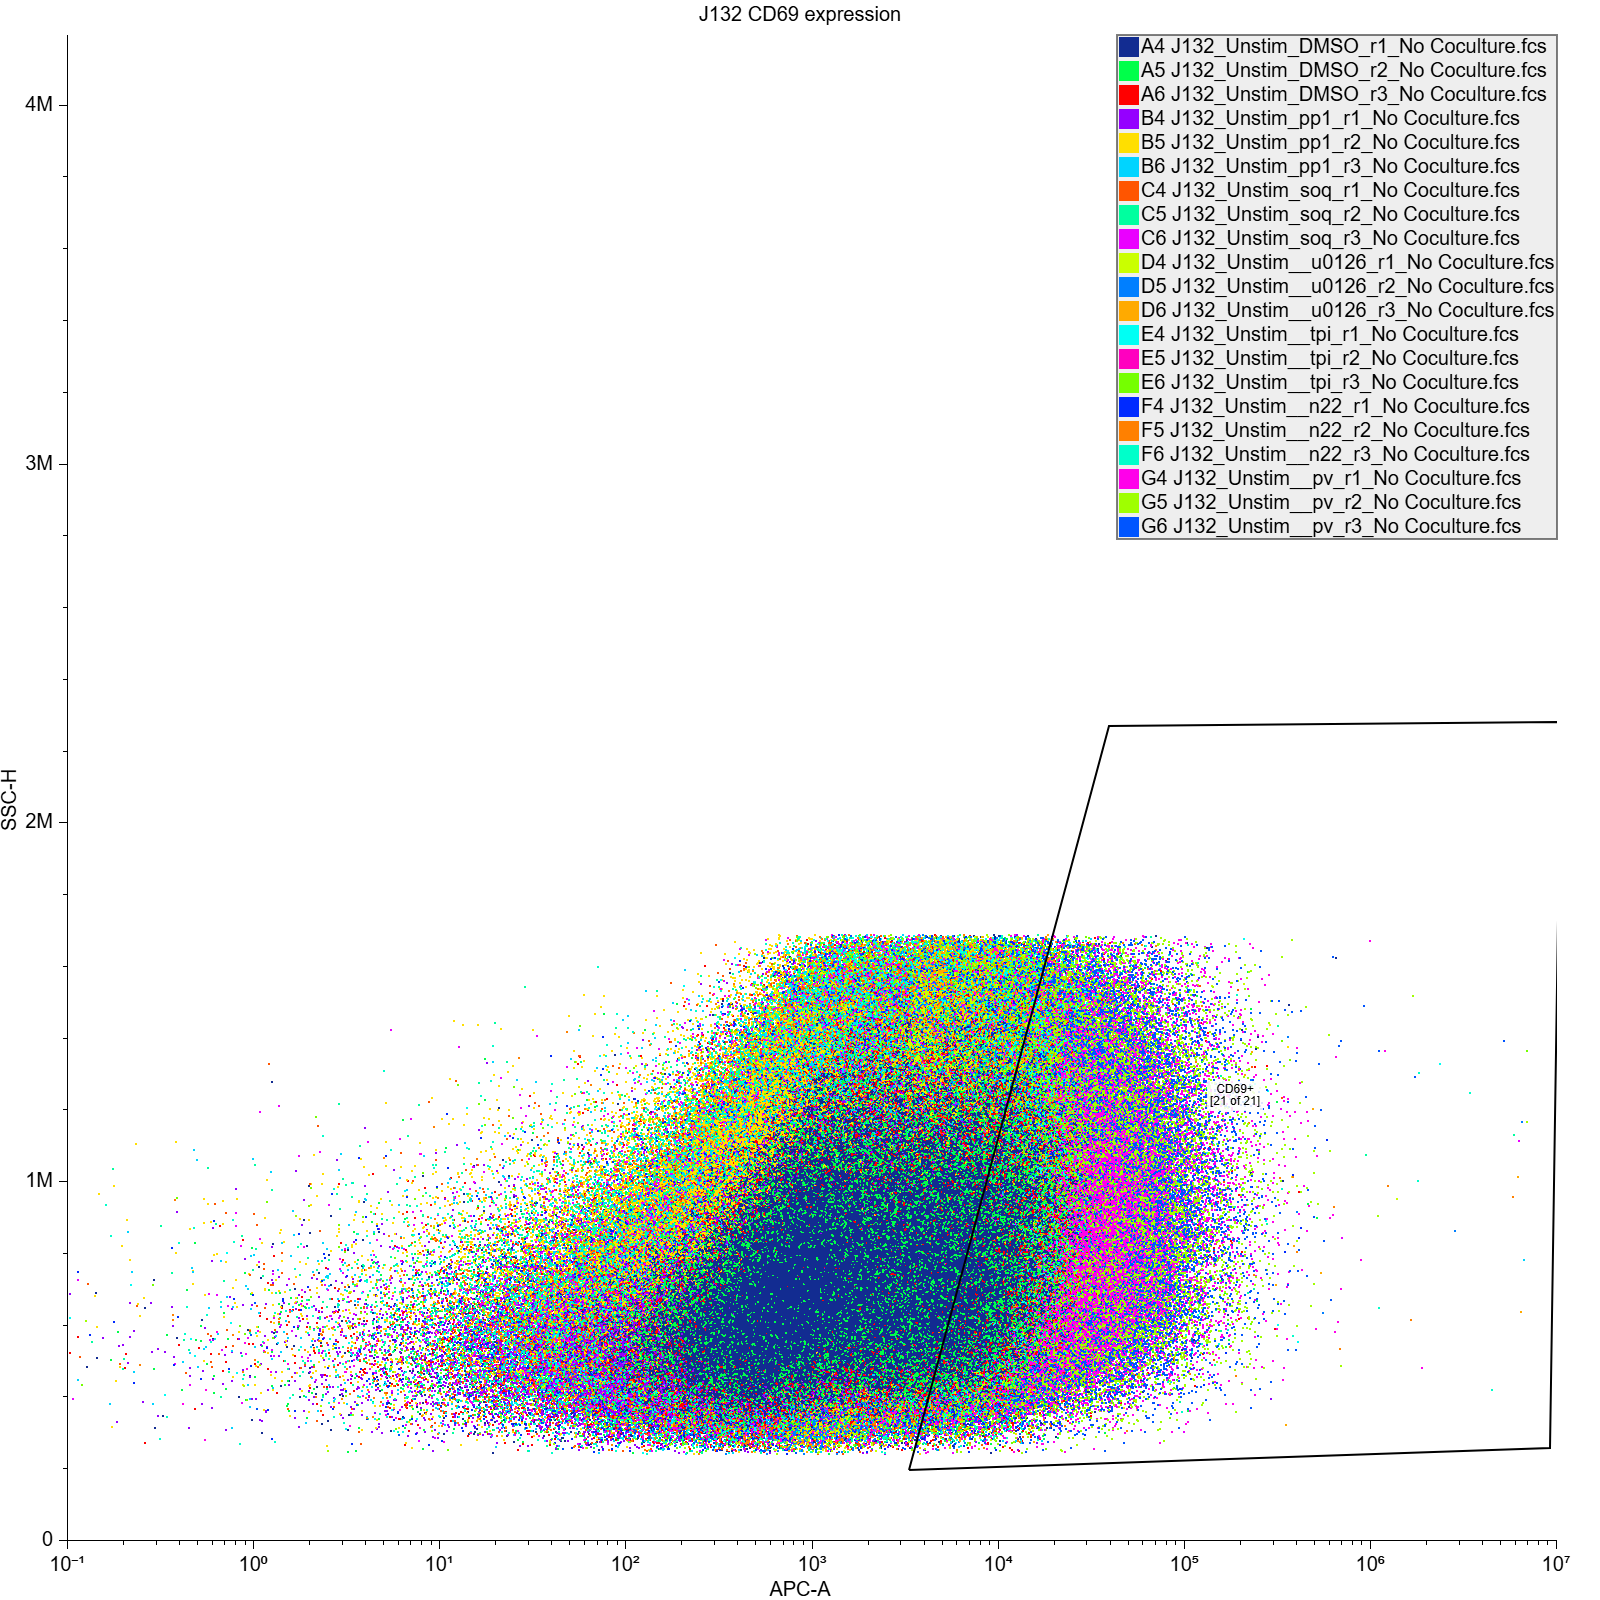 J132 CD69 expression
A4 J132_Unstim_DMSO_r1_No Coculture.fcs
A5 J132_Unstim_DMSO_r2_No Coculture.fcs
A6 J132_Unstim_DMSO_r3_No Coculture.fcs
B4 J132_Unstim_pp1_r1_No Coculture.fcs
B5 J132_Unstim_pp1_r2_No Coculture.fcs
B6 J132_Unstim_pp1_r3_No Coculture.fcs
C4 J132_Unstim_soq_r1_No Coculture.fcs
C5 J132_Unstim_soq_r2_No Coculture.fcs
C6 J132_Unstim_soq_r3_No Coculture.fcs
D4 J132_Unstim__u0126_r1_No Coculture.fcs
D5 J132_Unstim__u0126_r2_No Coculture.fcs
D6 J132_Unstim__u0126_r3_No Coculture.fcs
E4 J132_Unstim__tpi_r1_No Coculture.fcs
E5 J132_Unstim__tpi_r2_No Coculture.fcs
E6 J132_Unstim__tpi_r3_No Coculture.fcs
F4 J132_Unstim__n22_r1_No Coculture.fcs
F5 J132_Unstim__n22_r2_No Coculture.fcs
F6 J132_Unstim__n22_r3_No Coculture.fcs
G4 J132_Unstim__pv_r1_No Coculture.fcs
G5 J132_Unstim__pv_r2_No Coculture.fcs
G6 J132_Unstim__pv_r3_No Coculture.fcs
4M
3M
2M
1M
0
SSC-H
CD69+
[21 of 21]
10⁻¹ 10⁰ 10¹ 10² 10³ 10⁴ 10⁵ 10⁶ 10⁷
APC-A